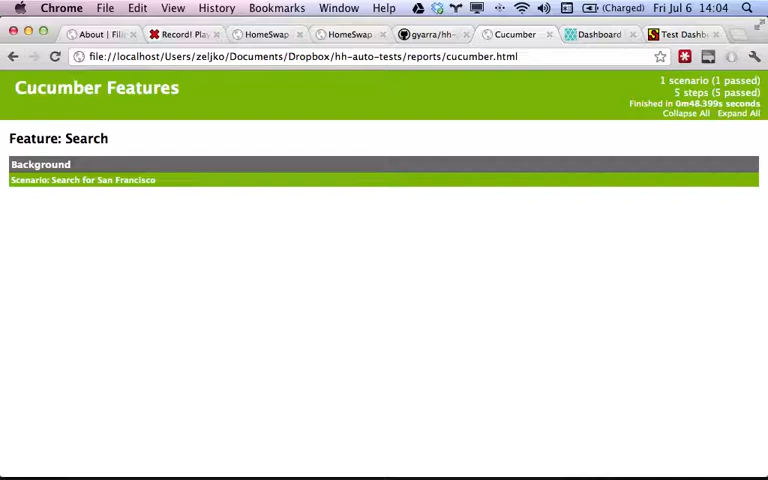 Chrome File Edit View History Bookmarks Window Help (Charged) Fri Jul 6 14:04
About | Fili Record! Play HomeSwap HomeSwap gyarra/hh- Cucumber Dashboard Test Dashb
file://localhost/Users/zeljko/Documents/Dropbox/hh-auto-tests/reports/cucumber.html
Cucumber Features
1 scenario (1 passed)
5 steps (5 passed)
Finished in 0m48.399s seconds
Collapse All Expand All
Feature: Search
Background
Scenario: Search for San Francisco